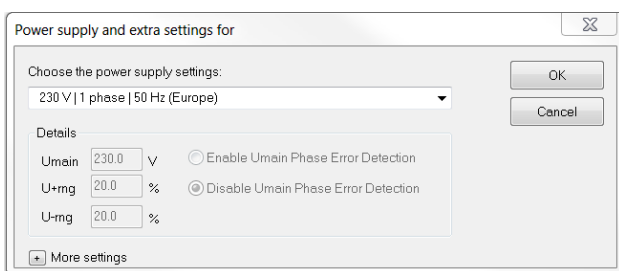 Power supply and extra settings for
Choose the power supply settings:
230 V | 1 phase | 50 Hz (Europe)
OK
Cancel
Details
Umain 230.0 V
Enable Umain Phase Error Detection
U+rng 20.0 %
Disable Umain Phase Error Detection
U-rng 20.0 %
+ More settings